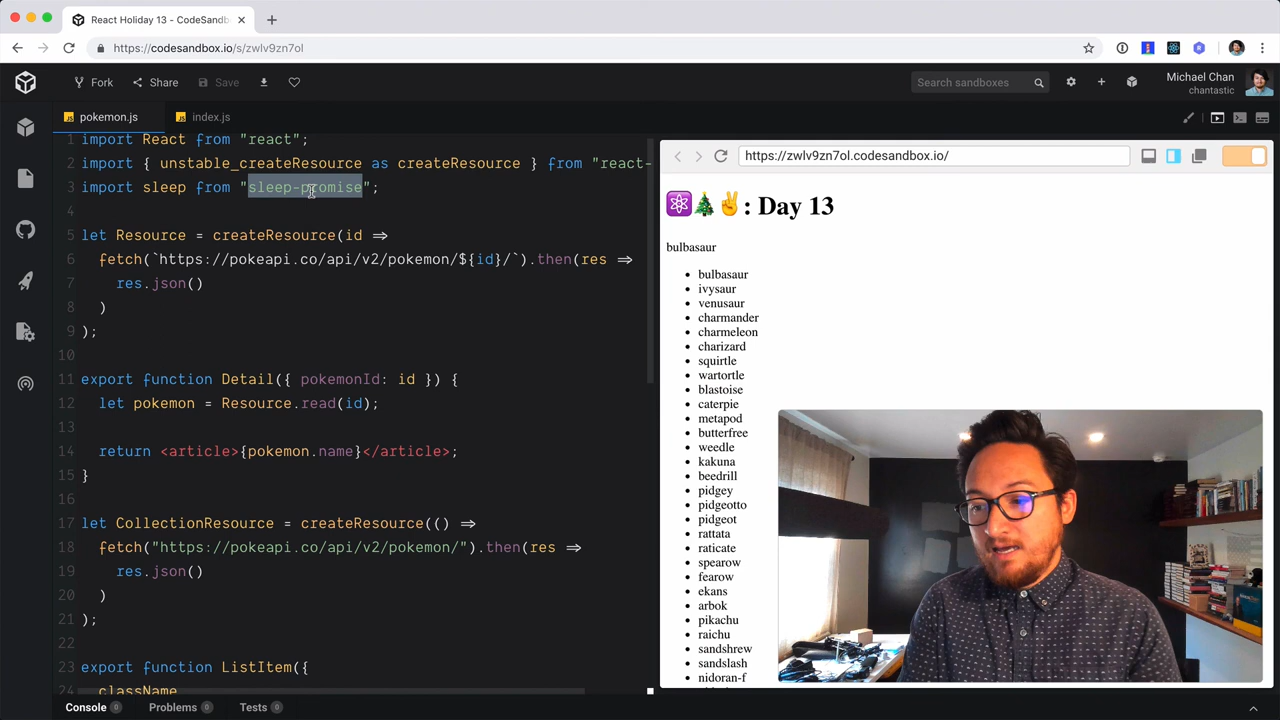 React Holiday 13 - CodeSandb
https://codesandbox.io/s/zwlv9zn7ol
Fork
Share
Save
Search sandboxes
Michael Chan
chantastic
pokemon.js
index.js
1 import React from "react";
2 import { unstable_createResource as createResource } from "react-
3 import sleep from "sleep-promise";
4
5 let Resource = createResource(id ⇒
6 fetch(`https://pokeapi.co/api/v2/pokemon/${id}/`).then(res ⇒
7 res.json()
8 )
9 );
10
11 export function Detail({ pokemonId: id }) {
12 let pokemon = Resource.read(id);
13
14 return <article>{pokemon.name}</article>;
15 }
16
17 let CollectionResource = createResource(() ⇒
18 fetch("https://pokeapi.co/api/v2/pokemon/").then(res ⇒
19 res.json()
20 )
21 );
22
23 export function ListItem({
24 className
Console 0
Problems 0
Tests 0
https://zwlv9zn7ol.codesandbox.io/
⚛️🎄✌️: Day 13
bulbasaur
bulbasaur
ivysaur
venusaur
charmander
charmeleon
charizard
squirtle
wartortle
blastoise
caterpie
metapod
butterfree
weedle
kakuna
beedrill
pidgey
pidgeotto
pidgeot
rattata
raticate
spearow
fearow
ekans
arbok
pikachu
raichu
sandshrew
sandslash
nidoran-f